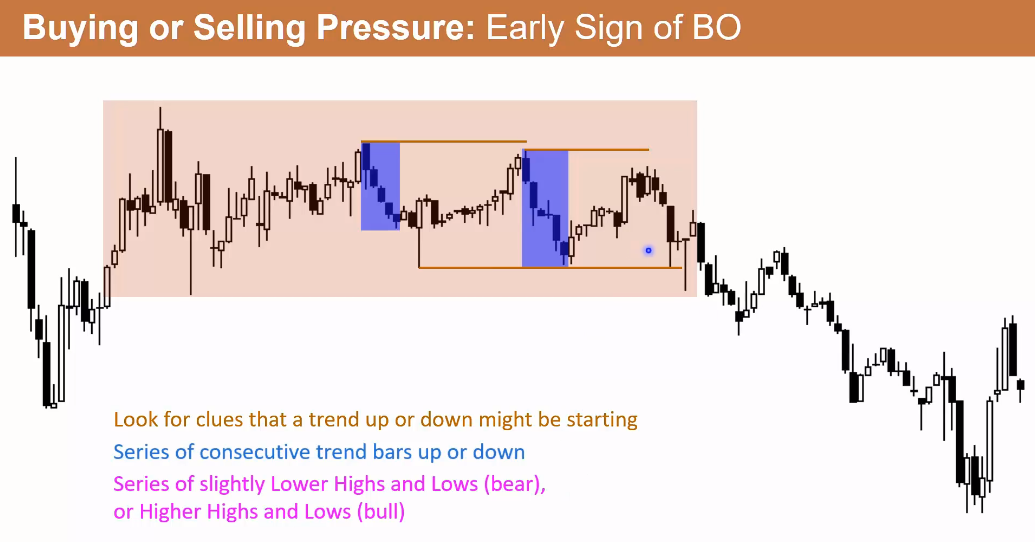 Buying or Selling Pressure: Early Sign of BO
Look for clues that a trend up or down might be starting
Series of consecutive trend bars up or down
Series of slightly Lower Highs and Lows (bear),
or Higher Highs and Lows (bull)